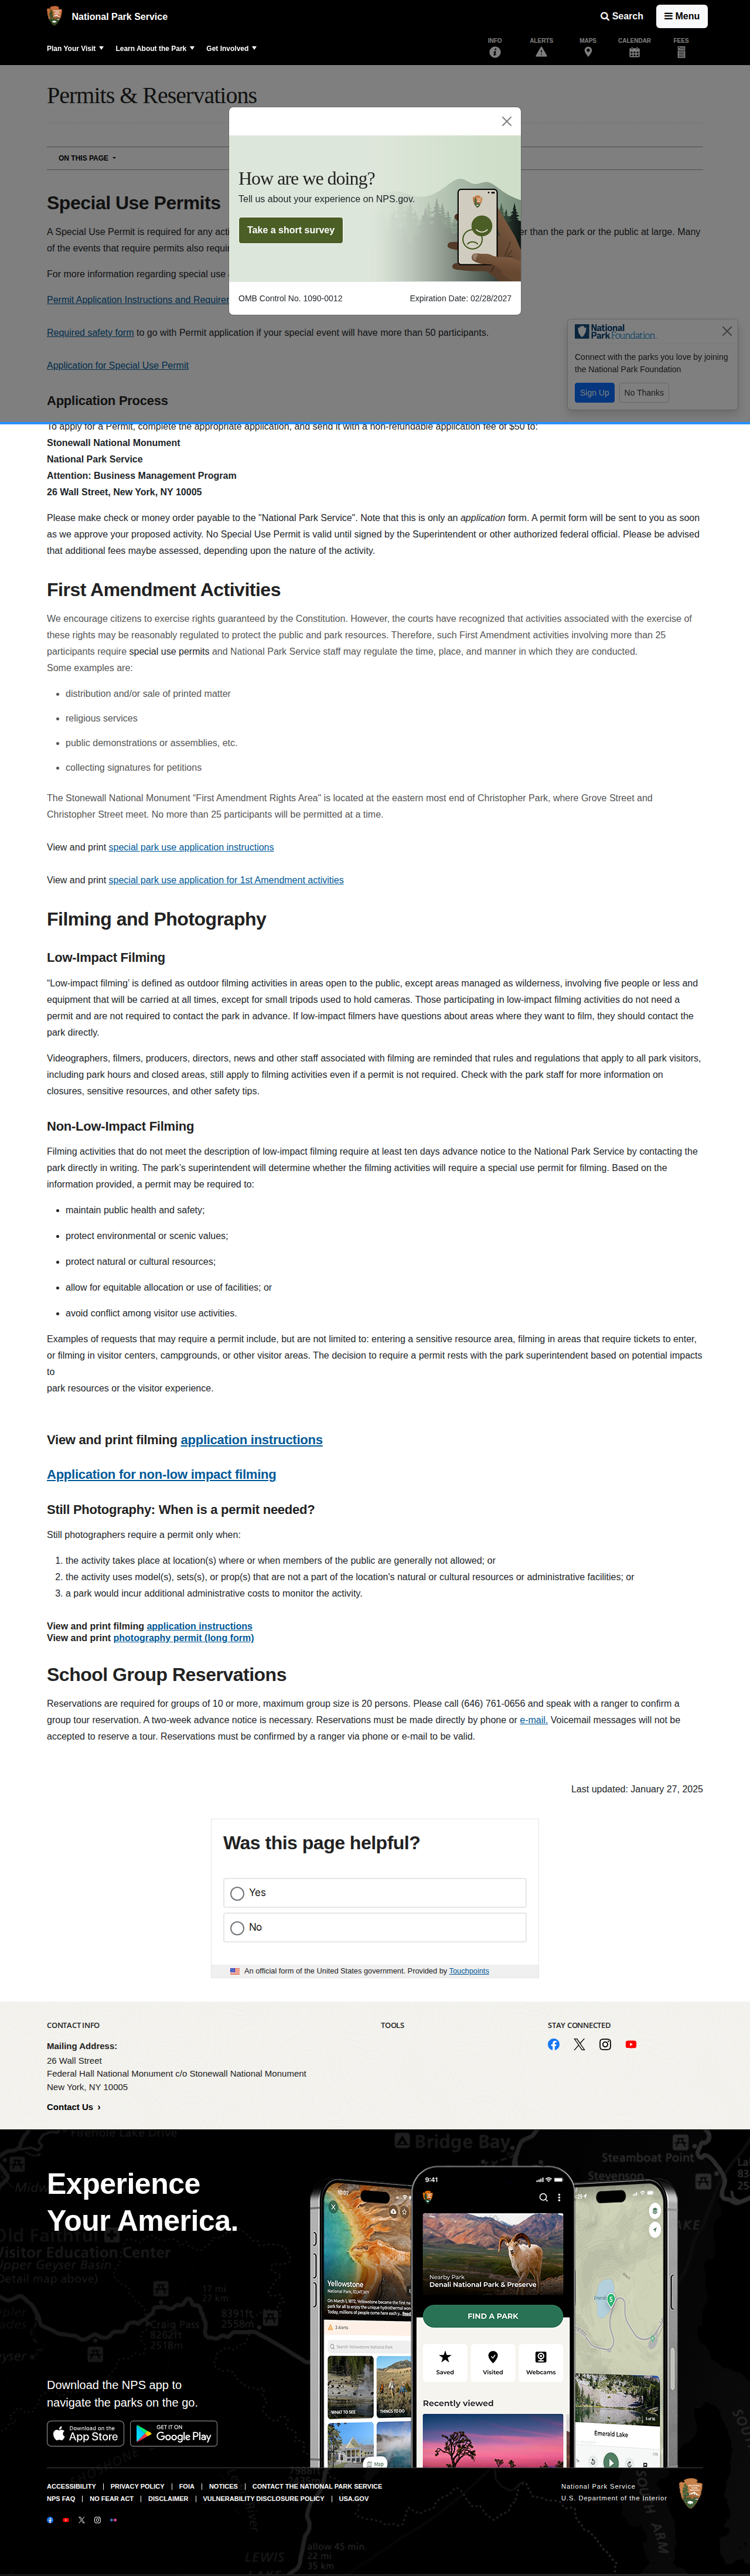 National Park Service
Search
Menu
Plan Your Visit
Learn About the Park
Get Involved
INFO
ALERTS
MAPS
CALENDAR
FEES
Permits & Reservations
ON THIS PAGE
How are we doing?
Tell us about your experience on NPS.gov.
Take a short survey
OMB Control No. 1090-0012
Expiration Date: 02/28/2027
Special Use Permits
A Special Use Permit is required for any
than the park or the public at large. Many
of the events that require permits also
For more information regarding special use
Permit Application Instructions and
Required safety form to go with Permit application if your special event will have more than 50 participants.
Application for Special Use Permit
National
Park Foundation
Connect with the parks you love by joining
the National Park Foundation
Sign Up
No Thanks
Application Process
To apply for a Permit, complete the appropriate application, and send it with a non-refundable application fee of $50 to:
Stonewall National Monument
National Park Service
Attention: Business Management Program
26 Wall Street, New York, NY 10005
Please make check or money order payable to the "National Park Service". Note that this is only an application form. A permit form will be sent to you as soon
as we approve your proposed activity. No Special Use Permit is valid until signed by the Superintendent or other authorized federal official. Please be advised
that additional fees maybe assessed, depending upon the nature of the activity.
First Amendment Activities
We encourage citizens to exercise rights guaranteed by the Constitution. However, the courts have recognized that activities associated with the exercise of
these rights may be reasonably regulated to protect the public and park resources. Therefore, such First Amendment activities involving more than 25
participants require special use permits and National Park Service staff may regulate the time, place, and manner in which they are conducted.
Some examples are:
• distribution and/or sale of printed matter
• religious services
• public demonstrations or assemblies, etc.
• collecting signatures for petitions
The Stonewall National Monument “First Amendment Rights Area” is located at the eastern most end of Christopher Park, where Grove Street and
Christopher Street meet. No more than 25 participants will be permitted at a time.
View and print special park use application instructions
View and print special park use application for 1st Amendment activities
Filming and Photography
Low-Impact Filming
“Low-impact filming’ is defined as outdoor filming activities in areas open to the public, except areas managed as wilderness, involving five people or less and
equipment that will be carried at all times, except for small tripods used to hold cameras. Those participating in low-impact filming activities do not need a
permit and are not required to contact the park in advance. If low-impact filmers have questions about areas where they want to film, they should contact the
park directly.
Videographers, filmers, producers, directors, news and other staff associated with filming are reminded that rules and regulations that apply to all park visitors,
including park hours and closed areas, still apply to filming activities even if a permit is not required. Check with the park staff for more information on
closures, sensitive resources, and other safety tips.
Non-Low-Impact Filming
Filming activities that do not meet the description of low-impact filming require at least ten days advance notice to the National Park Service by contacting the
park directly in writing. The park’s superintendent will determine whether the filming activities will require a special use permit for filming. Based on the
information provided, a permit may be required to:
• maintain public health and safety;
• protect environmental or scenic values;
• protect natural or cultural resources;
• allow for equitable allocation or use of facilities; or
• avoid conflict among visitor use activities.
Examples of requests that may require a permit include, but are not limited to: entering a sensitive resource area, filming in areas that require tickets to enter,
or filming in visitor centers, campgrounds, or other visitor areas. The decision to require a permit rests with the park superintendent based on potential impacts
to
park resources or the visitor experience.
View and print filming application instructions
Application for non-low impact filming
Still Photography: When is a permit needed?
Still photographers require a permit only when:
1. the activity takes place at location(s) where or when members of the public are generally not allowed; or
2. the activity uses model(s), sets(s), or prop(s) that are not a part of the location's natural or cultural resources or administrative facilities; or
3. a park would incur additional administrative costs to monitor the activity.
View and print filming application instructions
View and print photography permit (long form)
School Group Reservations
Reservations are required for groups of 10 or more, maximum group size is 20 persons. Please call (646) 761-0656 and speak with a ranger to confirm a
group tour reservation. A two-week advance notice is necessary. Reservations must be made directly by phone or e-mail. Voicemail messages will not be
accepted to reserve a tour. Reservations must be confirmed by a ranger via phone or e-mail to be valid.
Last updated: January 27, 2025
Was this page helpful?
Yes
No
An official form of the United States government. Provided by Touchpoints
CONTACT INFO
Mailing Address:
26 Wall Street
Federal Hall National Monument c/o Stonewall National Monument
New York, NY 10005
Contact Us ›
TOOLS
STAY CONNECTED
Experience
Your America.
Bridge Bay
Steamboat Point
Stevenson
Visitor Education Center
Upper Geyser Basin
17 mi
27 km
Craig Pass
8262ft
2518m
8391ft
2558m
9:41
Nearby Park
Denali National Park & Preserve
FIND A PARK
Saved
Visited
Webcams
Recently viewed
Yellowstone
3 Alerts
WHAT TO SEE
THINGS TO DO
Map
Emerald Lake
Download the NPS app to
navigate the parks on the go.
Download on the
App Store
GET IT ON
Google Play
ACCESSIBILITY | PRIVACY POLICY | FOIA | NOTICES | CONTACT THE NATIONAL PARK SERVICE
NPS FAQ | NO FEAR ACT | DISCLAIMER | VULNERABILITY DISCLOSURE POLICY | USA.GOV
National Park Service
U.S. Department of the Interior
LEWIS
LAKE
allow 45 min
22 mi
35 km
SOUTH ARM